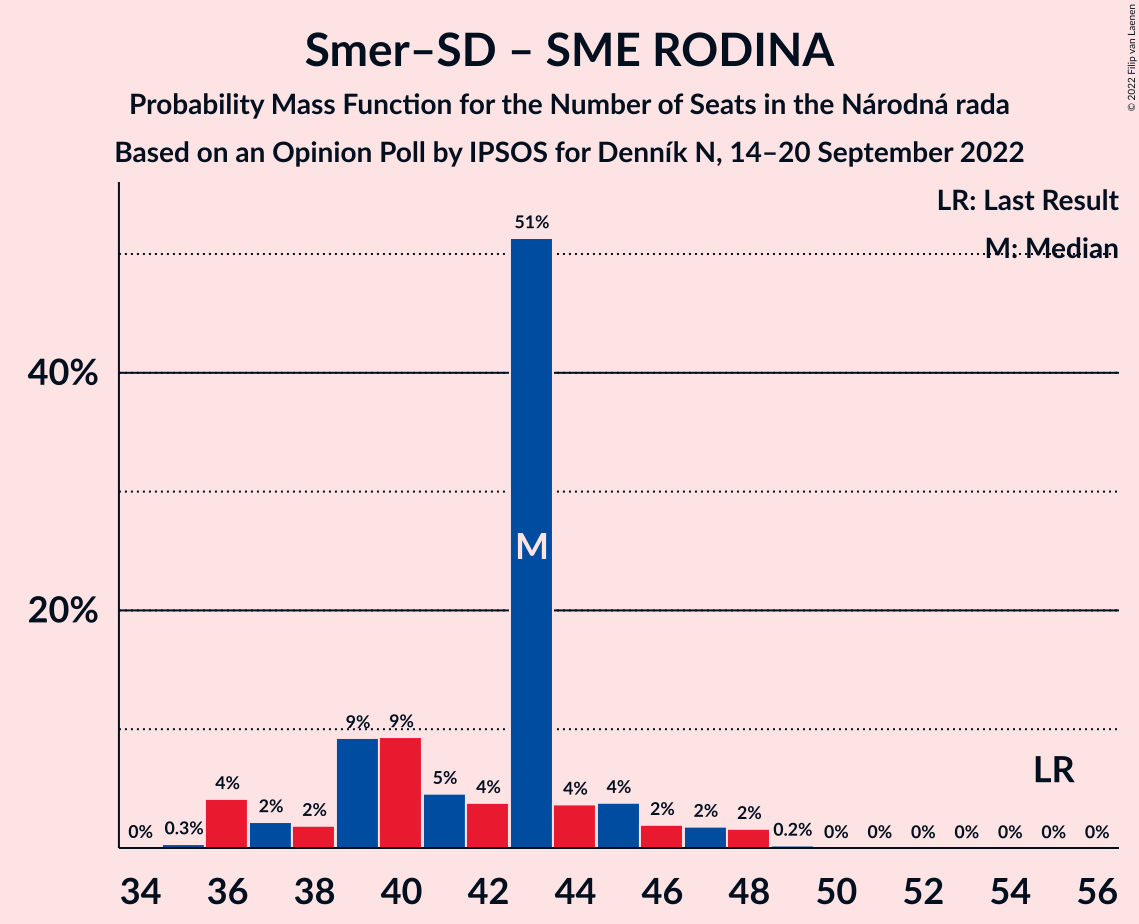 Smer–SD – SME RODINA
Probability Mass Function for the Number of Seats in the Národná rada
Based on an Opinion Poll by IPSOS for Denník N, 14–20 September 2022
© 2022 Filip van Laenen
LR: Last Result
M: Median
51%
40%
M
20%
9% 9%
LR
5%
4% 4% 4% 4%
2% 2% 2% 2% 2%
0% 0.3% 0.2% 0% 0% 0% 0% 0% 0% 0%
34 36 38 40 42 44 46 48 50 52 54 56